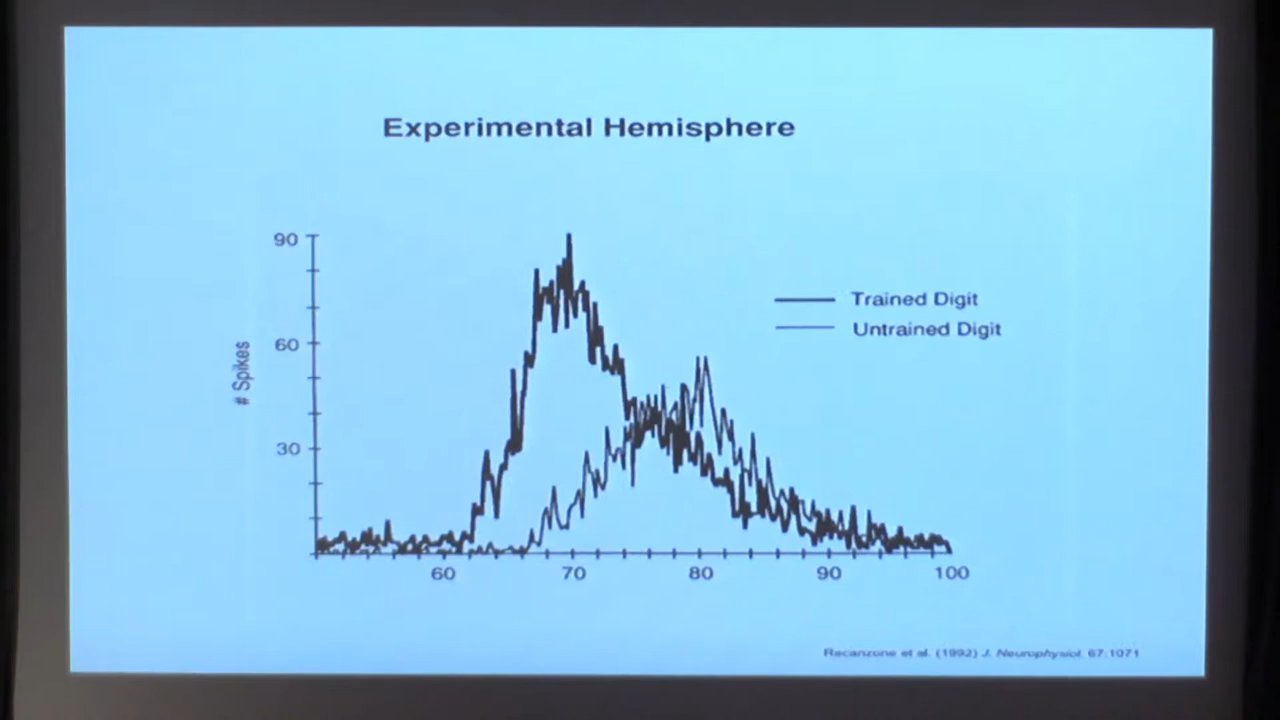 Experimental Hemisphere
90
60
30
# Spikes
Trained Digit
Untrained Digit
60 70 80 90 100
Recanzone et al. (1992) J. Neurophysiol. 67:1071